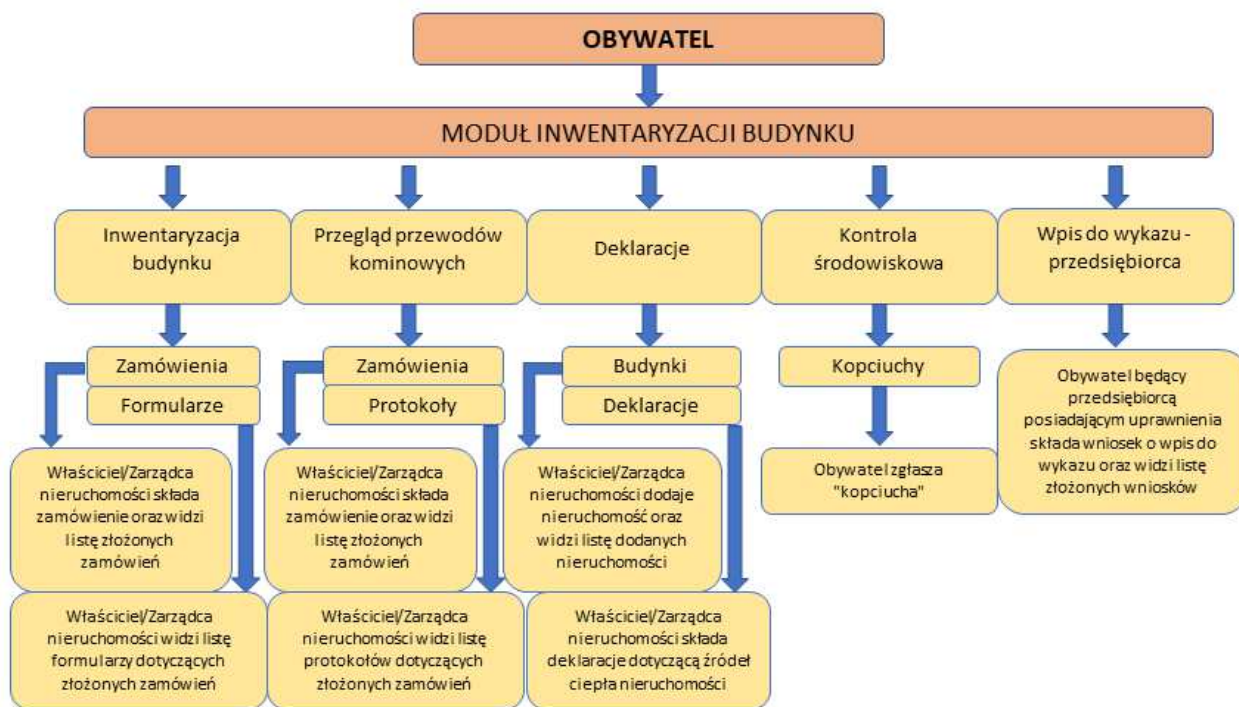 OBYWATEL
MODUŁ INWENTARYZACJI BUDYNKU
Inwentaryzacja
budynku
Przegląd przewodów
kominowych
Deklaracje
Kontrola
środowiskowa
Wpis do wykazu -
przedsiębiorca
Zamówienia
Formularze
Zamówienia
Protokoły
Budynki
Deklaracje
Kopciuchy
Obywatel będący
przedsiębiorcą
posiadającym uprawnienia
składa wniosek o wpis do
wykazu oraz widzi listę
złożonych wniosków
Właściciel/Zarządca
nieruchomości składa
zamówienie oraz widzi
listę złożonych
zamówień
Właściciel/Zarządca
nieruchomości składa
zamówienie oraz widzi
listę złożonych
zamówień
Właściciel/Zarządca
nieruchomości dodaje
nieruchomość oraz
widzi listę dodanych
nieruchomości
Obywatel zgłasza
"kopciucha"
Właściciel/Zarządca
nieruchomości widzi listę
formularzy dotyczących
złożonych zamówień
Właściciel/Zarządca
nieruchomości widzi listę
protokołów dotyczących
złożonych zamówień
Właściciel/Zarządca
nieruchomości składa
deklaracje dotyczącą źródeł
ciepła nieruchomości